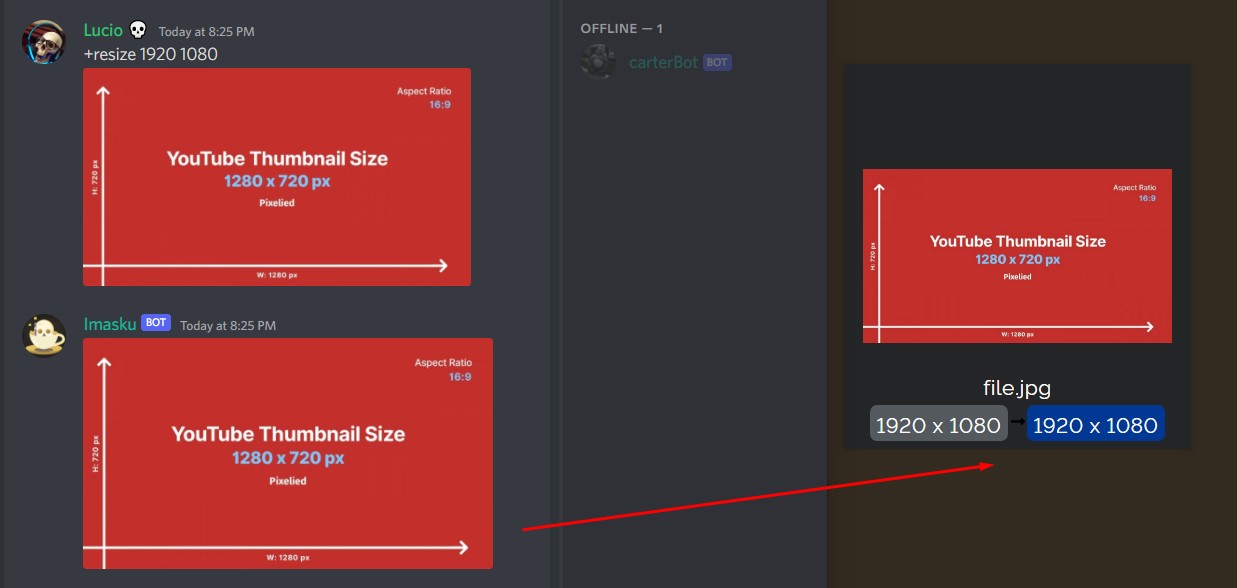 Lucio 💀 Today at 8:25 PM
+resize 1920 1080
Aspect Ratio
16:9
YouTube Thumbnail Size
1280 x 720 px
Pixelied
H: 720 px
W: 1280 px
Imasku BOT Today at 8:25 PM
Aspect Ratio
16:9
YouTube Thumbnail Size
1280 x 720 px
Pixelied
H: 720 px
W: 1280 px
OFFLINE — 1
carterBot BOT
Aspect Ratio
16:9
YouTube Thumbnail Size
1280 x 720 px
Pixelied
H: 720 px
W: 1280 px
file.jpg
1920 x 1080 → 1920 x 1080